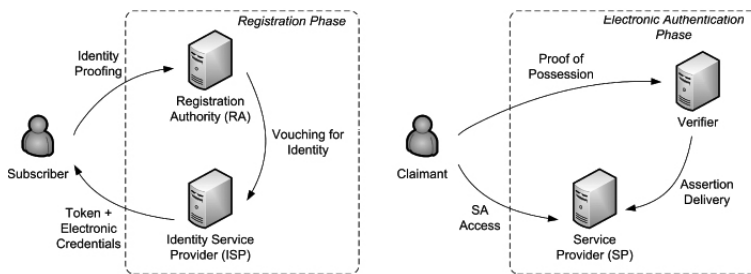 Registration Phase
Identity
Proofing
Registration
Authority (RA)
Vouching for
Identity
Subscriber
Token +
Electronic
Credentials
Identity Service
Provider (ISP)
Electronic Authentication
Phase
Proof of
Possession
Verifier
Claimant
Assertion
Delivery
SA
Access
Service
Provider (SP)